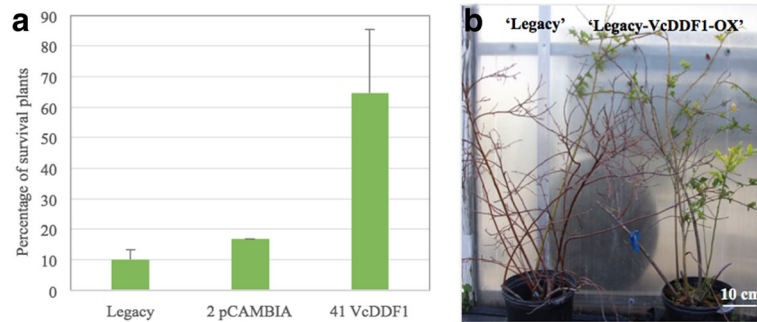 a
Percentage of survival plants
90
80
70
60
50
40
30
20
10
0
Legacy 2 pCAMBIA 41 VcDDF1
b
‘Legacy’ ‘Legacy-VcDDF1-OX’
10 cm